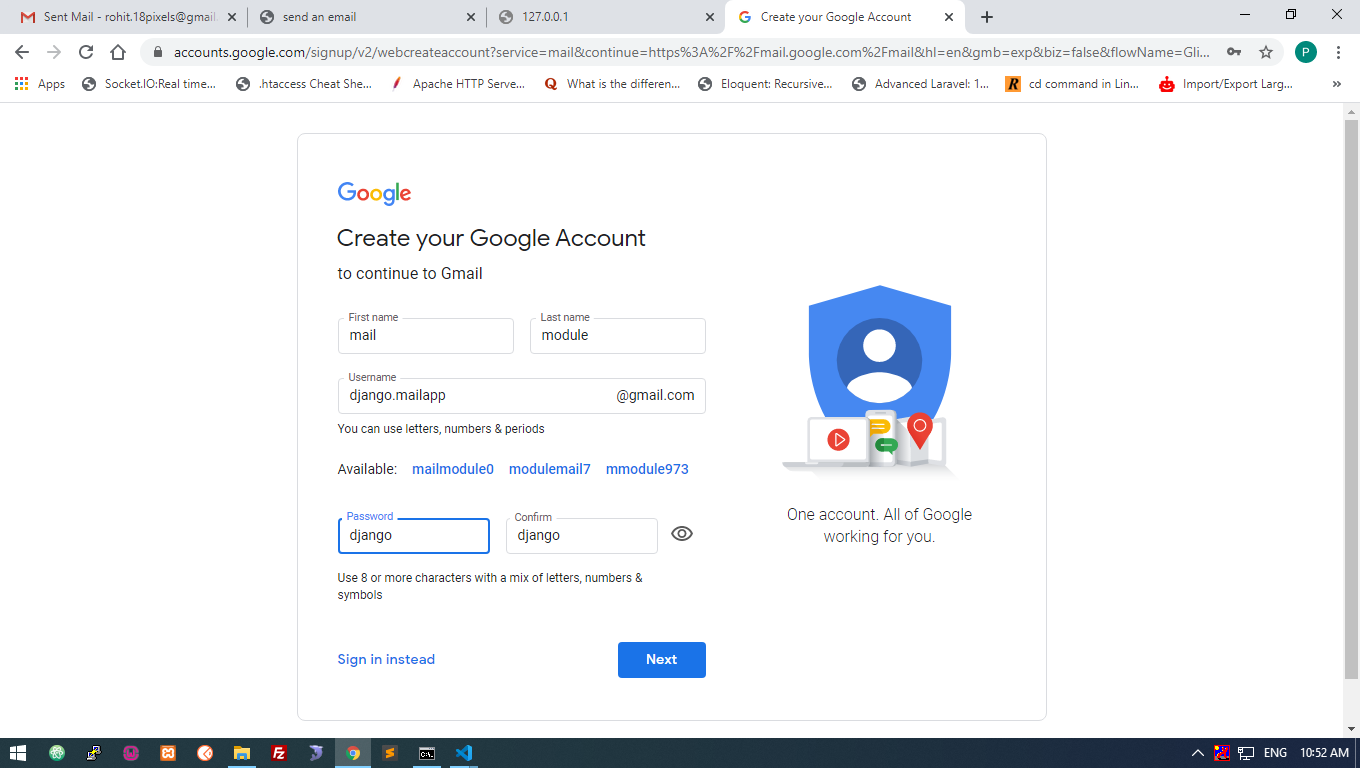 Sent Mail - rohit.18pixels@gmail.
send an email
127.0.0.1
Create your Google Account
accounts.google.com/signup/v2/webcreateaccount?service=mail&continue=https%3A%2F%2Fmail.google.com%2Fmail&hl=en&gmb=exp&biz=false&flowName=Gli...
P
Apps
Socket.IO:Real time...
.htaccess Cheat She...
Apache HTTP Serve...
What is the differen...
Eloquent: Recursive...
Advanced Laravel: 1...
cd command in Lin...
Import/Export Larg...
Google
Create your Google Account
to continue to Gmail
First name
Last name
mail
module
Username
django.mailapp @gmail.com
You can use letters, numbers & periods
Available: mailmodule0 modulemail7 mmodule973
Password
Confirm
django
django
Use 8 or more characters with a mix of letters, numbers &
symbols
Sign in instead
Next
One account. All of Google
working for you.
ENG
10:52 AM